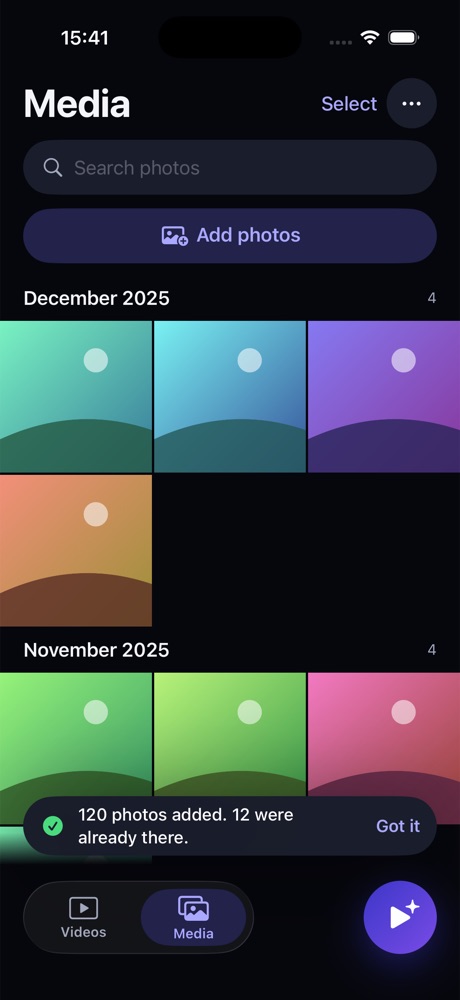 15:41
Media
Select
Search photos
Add photos
December 2025
4
November 2025
4
120 photos added. 12 were
already there.
Got it
Videos
Media